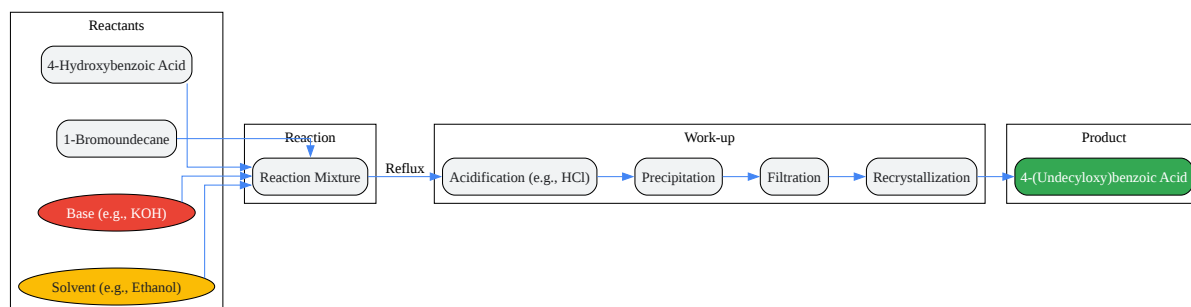 Reactants
4-Hydroxybenzoic Acid
1-Bromoundecane
Base (e.g., KOH)
Solvent (e.g., Ethanol)
Reaction
Reaction Mixture
Reflux
Work-up
Acidification (e.g., HCl)
Precipitation
Filtration
Recrystallization
Product
4-(Undecyloxy)benzoic Acid